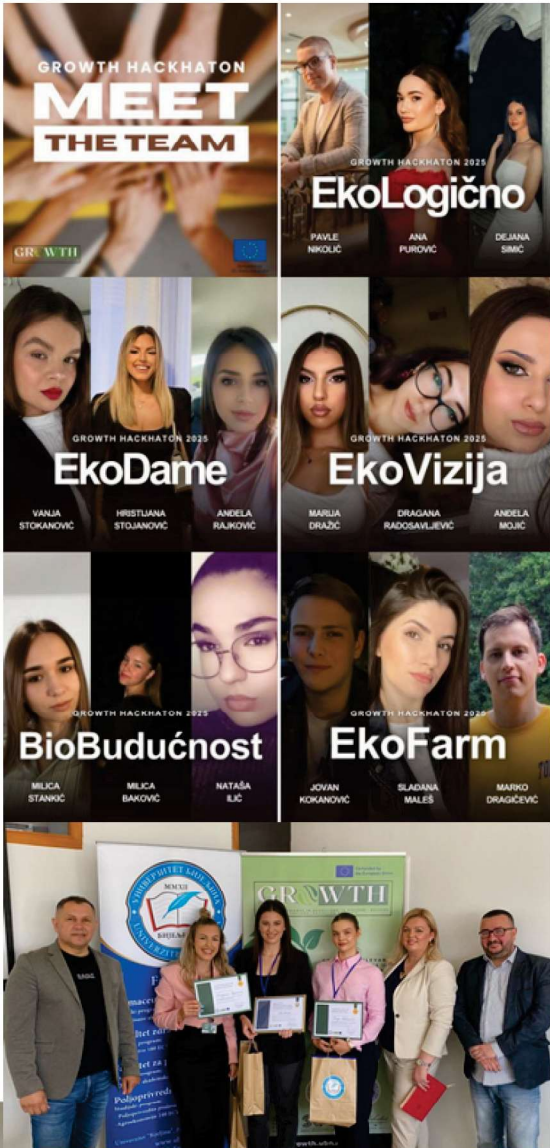 GROWTH HACKHATON
MEET
THE TEAM
GROWTH
GROWTH HACKHATON 2025
EkoLogično
PAVLE
NIKOLIĆ
ANA
PUROVIĆ
DEJANA
SIMIĆ
GROWTH HACKHATON 2025
EkoDame
VANJA
STOKANOVIĆ
HRISTIJANA
STOJANOVIĆ
ANĐELA
RAJKOVIĆ
GROWTH HACKHATON 2025
EkoVizija
MARIJA
DRAŽIĆ
DRAGANA
RADOSAVLJEVIĆ
ANĐELA
MOJIĆ
GROWTH HACKHATON 2025
BioBudućnost
MILICA
STANKIĆ
MILICA
BAKOVIĆ
NATAŠA
ILIĆ
GROWTH HACKHATON 2025
EkoFarm
JOVAN
KOKANOVIĆ
SLAĐANA
MALEŠ
MARKO
DRAGIČEVIĆ
УНИВЕРЗИТЕТ БИЈЕЉИНА
GROWTH
Poljoprivred